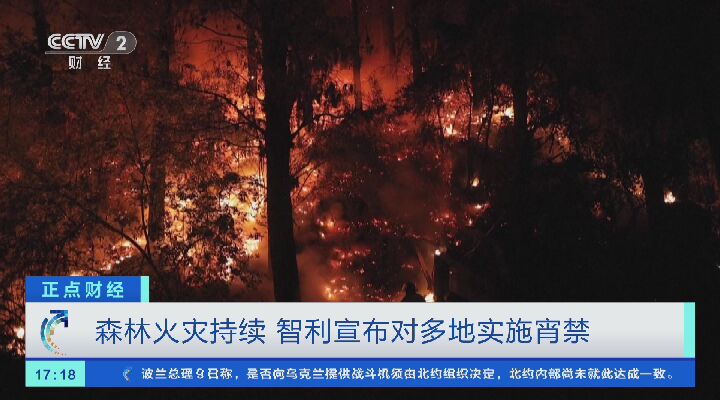 CCTV 2
财经
正点财经
森林火灾持续 智利宣布对多地实施宵禁
17:18
波兰总理9日称，是否向乌克兰提供战斗机须由北约组织决定，北约内部尚未就此达成一致。